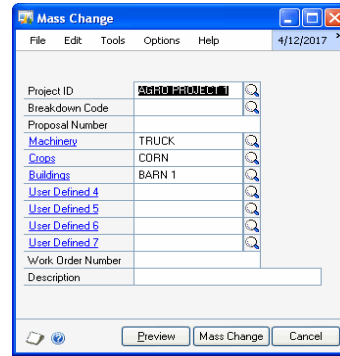 Mass Change
File Edit Tools Options Help 4/12/2017
Project ID AGRO PROJECT 1
Breakdown Code
Proposal Number
Machinery TRUCK
Crops CORN
Buildings BARN 1
User Defined 4
User Defined 5
User Defined 6
User Defined 7
Work Order Number
Description
Preview Mass Change Cancel